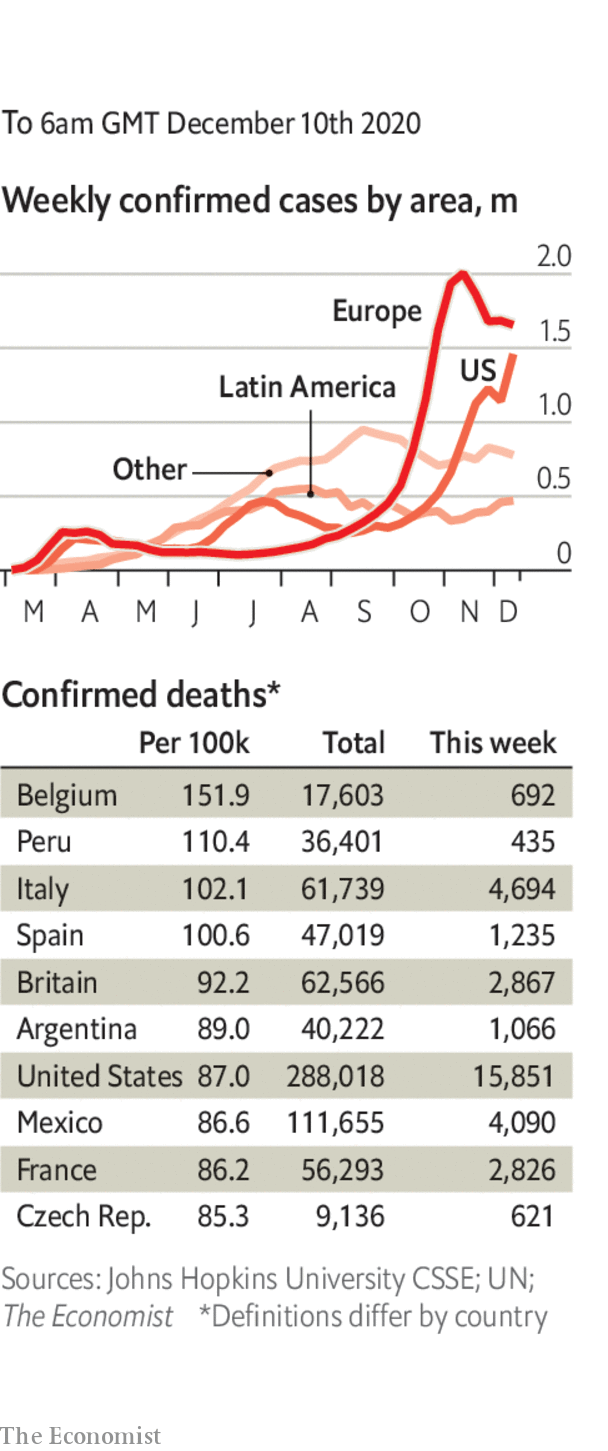 To 6am GMT December 10th 2020
Weekly confirmed cases by area, m
2.0
Europe
1.5
US
Latin America
1.0
Other
0.5
0
M A M J J A S O N D
Confirmed deaths*
Per 100k Total This week
Belgium 151.9 17,603 692
Peru 110.4 36,401 435
Italy 102.1 61,739 4,694
Spain 100.6 47,019 1,235
Britain 92.2 62,566 2,867
Argentina 89.0 40,222 1,066
United States 87.0 288,018 15,851
Mexico 86.6 111,655 4,090
France 86.2 56,293 2,826
Czech Rep. 85.3 9,136 621
Sources: Johns Hopkins University CSSE; UN;
The Economist *Definitions differ by country
The Economist